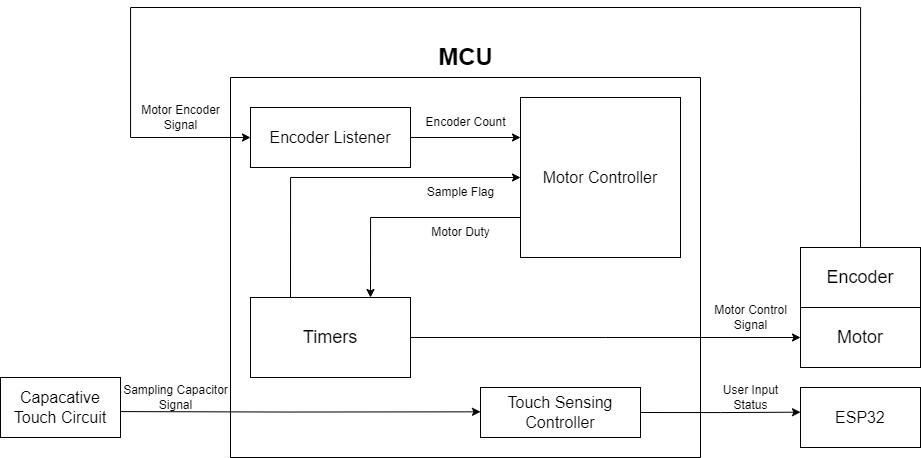 MCU
Motor Encoder
Signal
Encoder Listener
Encoder Count
Motor Controller
Sample Flag
Motor Duty
Encoder
Timers
Motor Control
Signal
Motor
Capacative
Touch Circuit
Sampling Capacitor
Signal
Touch Sensing
Controller
User Input
Status
ESP32